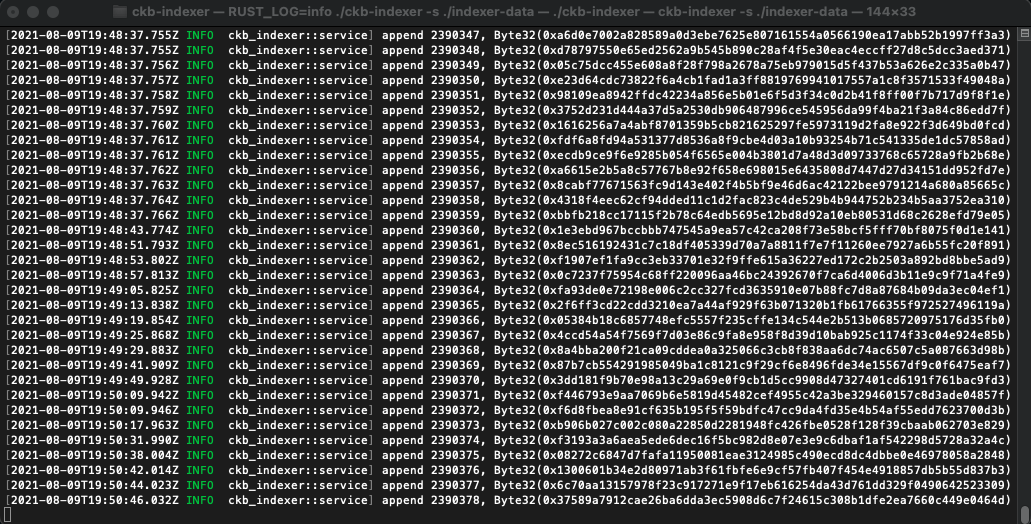 ckb-indexer — RUST_LOG=info ./ckb-indexer -s ./indexer-data — ./ckb-indexer — ckb-indexer -s ./indexer-data — 144×33
[2021-08-09T19:48:37.755Z INFO  ckb_indexer::service] append 2390347, Byte32(0xa6d0e7002a828589a0d3ebe7625e807161554a0566190ea17abb52b1997ff3a3)
[2021-08-09T19:48:37.755Z INFO  ckb_indexer::service] append 2390348, Byte32(0xd78797550e65ed2562a9b545b890c28af4f5e30eac4eccff27d8c5dcc3aed371)
[2021-08-09T19:48:37.756Z INFO  ckb_indexer::service] append 2390349, Byte32(0x05c75dcc455e608a8f28f798a2678a75eb979015d5f437b53a626e2c335a0b47)
[2021-08-09T19:48:37.757Z INFO  ckb_indexer::service] append 2390350, Byte32(0xe23d64cdc73822f6a4cb1fad1a3ff8819769941017557a1c8f3571533f49048a)
[2021-08-09T19:48:37.758Z INFO  ckb_indexer::service] append 2390351, Byte32(0x98109ea8942ffdc42234a856e5b01e6f5d3f34c0d2b41f8ff00f7b717d9f8f1e)
[2021-08-09T19:48:37.759Z INFO  ckb_indexer::service] append 2390352, Byte32(0x3752d231d444a37d5a2530db906487996ce545956da99f4ba21f3a84c86edd7f)
[2021-08-09T19:48:37.760Z INFO  ckb_indexer::service] append 2390353, Byte32(0x1616256a7a4abf8701359b5cb821625297fe5973119d2fa8e922f3d649bd0fcd)
[2021-08-09T19:48:37.761Z INFO  ckb_indexer::service] append 2390354, Byte32(0xfdf6a8fd94a531377d8536a8f9cbe4d03a10b93254b71c541335de1dc57858ad)
[2021-08-09T19:48:37.761Z INFO  ckb_indexer::service] append 2390355, Byte32(0xecdb9ce9f6e9285b054f6565e004b3801d7a48d3d09733768c65728a9fb2b68e)
[2021-08-09T19:48:37.762Z INFO  ckb_indexer::service] append 2390356, Byte32(0xa6615e2b5a8c57767b8e92f658e698015e6435808d7447d27d34151dd952fd7e)
[2021-08-09T19:48:37.763Z INFO  ckb_indexer::service] append 2390357, Byte32(0x8cabf77671563fc9d143e402f4b5bf9e46d6ac42122bee9791214a680a85665c)
[2021-08-09T19:48:37.764Z INFO  ckb_indexer::service] append 2390358, Byte32(0x4318f4eec62cf94dded11c1d2fac823c4de529b4b944752b234b5aa3752ea310)
[2021-08-09T19:48:37.766Z INFO  ckb_indexer::service] append 2390359, Byte32(0xbbfb218cc17115f2b78c64edb5695e12bd8d92a10eb80531d68c2628efd79e05)
[2021-08-09T19:48:43.774Z INFO  ckb_indexer::service] append 2390360, Byte32(0x1e3ebd967bccbbb747545a9ea57c42ca208f73e58bcf5fff70bf8075f0d1e141)
[2021-08-09T19:48:51.793Z INFO  ckb_indexer::service] append 2390361, Byte32(0x8ec516192431c7c18df405339d70a7a8811f7e7f11260ee7927a6b55fc20f891)
[2021-08-09T19:48:53.802Z INFO  ckb_indexer::service] append 2390362, Byte32(0xf1907ef1fa9cc3eb33701e32f9ffe615a36227ed172c2b2503a892bd8bbe5ad9)
[2021-08-09T19:48:57.813Z INFO  ckb_indexer::service] append 2390363, Byte32(0x0c7237f75954c68ff220096aa46bc24392670f7ca6d4006d3b11e9c9f71a4fe9)
[2021-08-09T19:49:05.825Z INFO  ckb_indexer::service] append 2390364, Byte32(0xfa93de0e72198e006c2cc327fcd3635910e07b88fc7d8a87684b09da3ec04ef1)
[2021-08-09T19:49:13.838Z INFO  ckb_indexer::service] append 2390365, Byte32(0x2f6ff3cd22cdd3210ea7a44af929f63b071320b1fb61766355f972527496119a)
[2021-08-09T19:49:19.854Z INFO  ckb_indexer::service] append 2390366, Byte32(0x05384b18c6857748efc5557f235cffe134c544e2b513b0685720975176d35fb0)
[2021-08-09T19:49:25.868Z INFO  ckb_indexer::service] append 2390367, Byte32(0x4ccd54a54f7569f7d03e86c9fa8e958f8d39d10bab925c1174f33c04e924e85b)
[2021-08-09T19:49:29.883Z INFO  ckb_indexer::service] append 2390368, Byte32(0x8a4bba200f21ca09cddea0a325066c3cb8f838aa6dc74ac6507c5a087663d98b)
[2021-08-09T19:49:41.909Z INFO  ckb_indexer::service] append 2390369, Byte32(0x87b7cb554291985049ba1c8121c9f29cf6e8496fde34e15567df9c0f6475eaf7)
[2021-08-09T19:49:49.928Z INFO  ckb_indexer::service] append 2390370, Byte32(0x3dd181f9b70e98a13c29a69e0f9cb1d5cc9908d47327401cd6191f761bac9fd3)
[2021-08-09T19:50:09.942Z INFO  ckb_indexer::service] append 2390371, Byte32(0xf446793e9aa7069b6e5819d45482cef4955c42a3be329460157c8d3ade04857f)
[2021-08-09T19:50:09.946Z INFO  ckb_indexer::service] append 2390372, Byte32(0xf6d8fbea8e91cf635b195f5f59bdfc47cc9da4fd35e4b54af55edd7623700d3b)
[2021-08-09T19:50:17.963Z INFO  ckb_indexer::service] append 2390373, Byte32(0xb906b027c002c080a22850d2281948fc426fbe0528f128f39cbaab062703e829)
[2021-08-09T19:50:31.990Z INFO  ckb_indexer::service] append 2390374, Byte32(0xf3193a3a6aea5ede6dec16f5bc982d8e07e3e9c6dbaf1af542298d5728a32a4c)
[2021-08-09T19:50:38.004Z INFO  ckb_indexer::service] append 2390375, Byte32(0x08272c6847d7fafa11950081eae3124985c490ecd8dc4dbbe0e46978058a2848)
[2021-08-09T19:50:42.014Z INFO  ckb_indexer::service] append 2390376, Byte32(0x1300601b34e2d80971ab3f61fbfe6e9cf57fb407f454e4918857db5b55d837b3)
[2021-08-09T19:50:44.023Z INFO  ckb_indexer::service] append 2390377, Byte32(0x6c70aa13157978f23c917271e9f17eb616254da43d761dd329f0490642523309)
[2021-08-09T19:50:46.032Z INFO  ckb_indexer::service] append 2390378, Byte32(0x37589a7912cae26ba6dda3ec5908d6c7f24615c308b1dfe2ea7660c449e0464d)